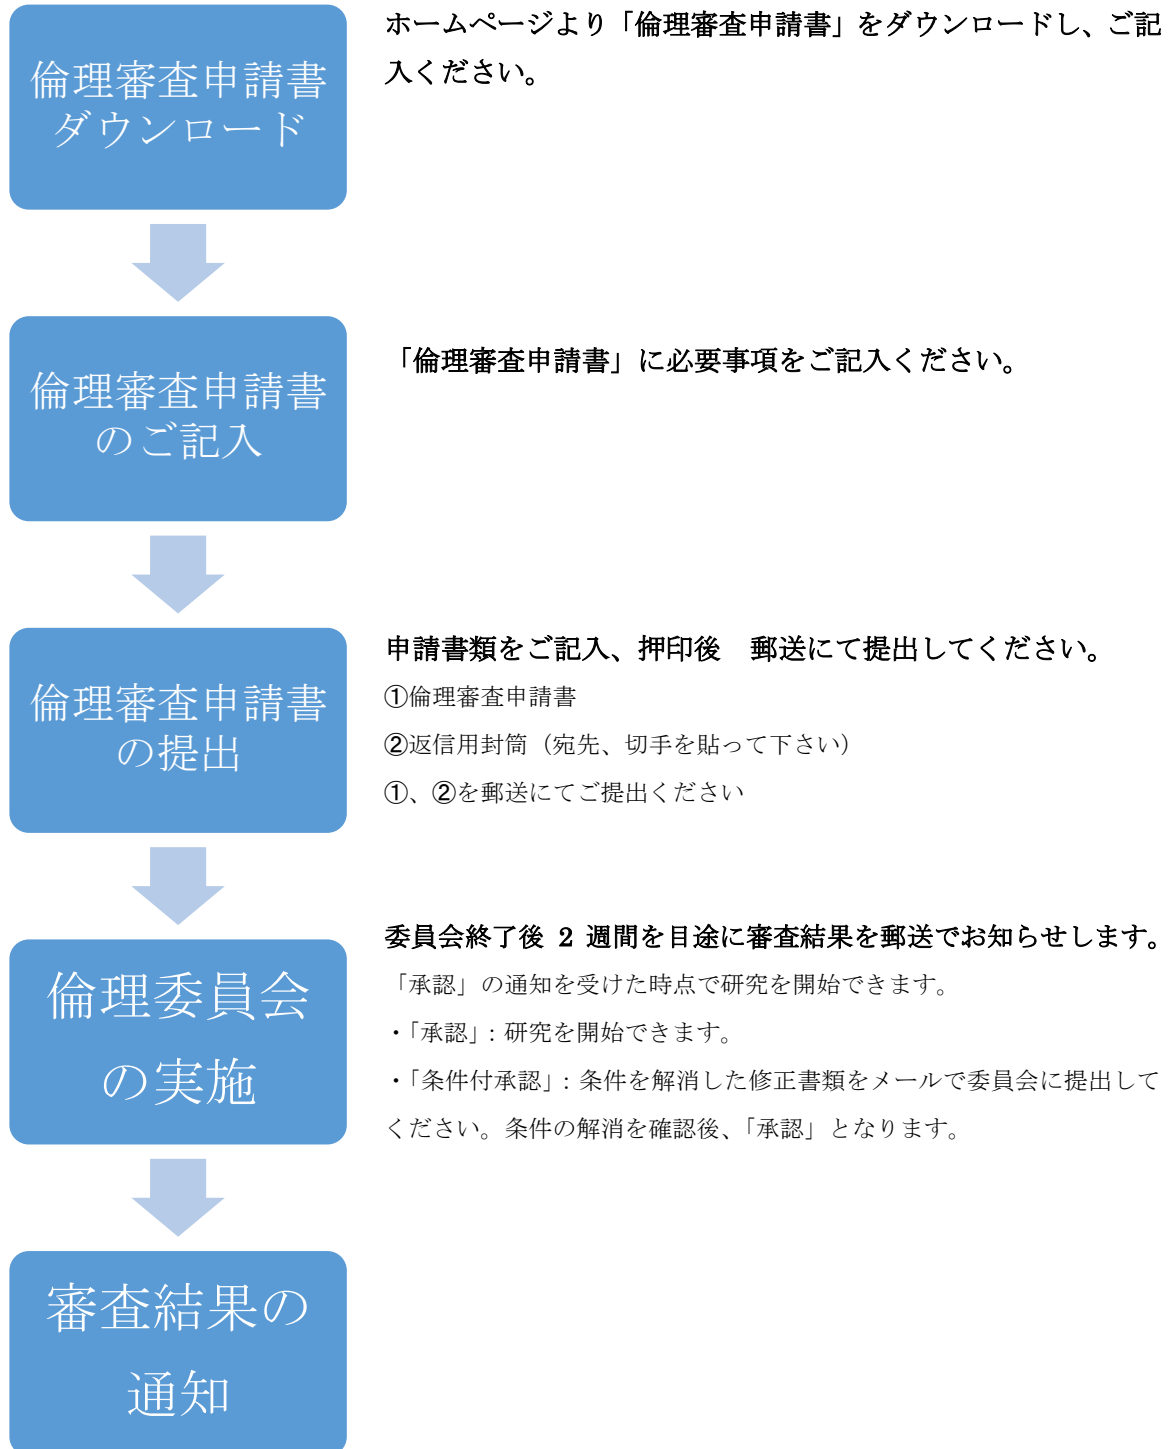 倫理審査申請書
ダウンロード
ホームページより「倫理審査申請書」をダウンロードし、ご記
入ください。
倫理審査申請書
のご記入
「倫理審査申請書」に必要事項をご記入ください。
倫理審査申請書
の提出
申請書類をご記入、押印後　郵送にて提出してください。
①倫理審査申請書
②返信用封筒（宛先、切手を貼って下さい）
①、②を郵送にてご提出ください
倫理委員会
の実施
委員会終了後 2 週間を目途に審査結果を郵送でお知らせします。
「承認」の通知を受けた時点で研究を開始できます。
・「承認」: 研究を開始できます。
・「条件付承認」: 条件を解消した修正書類をメールで委員会に提出して
ください。条件の解消を確認後、「承認」となります。
審査結果の
通知